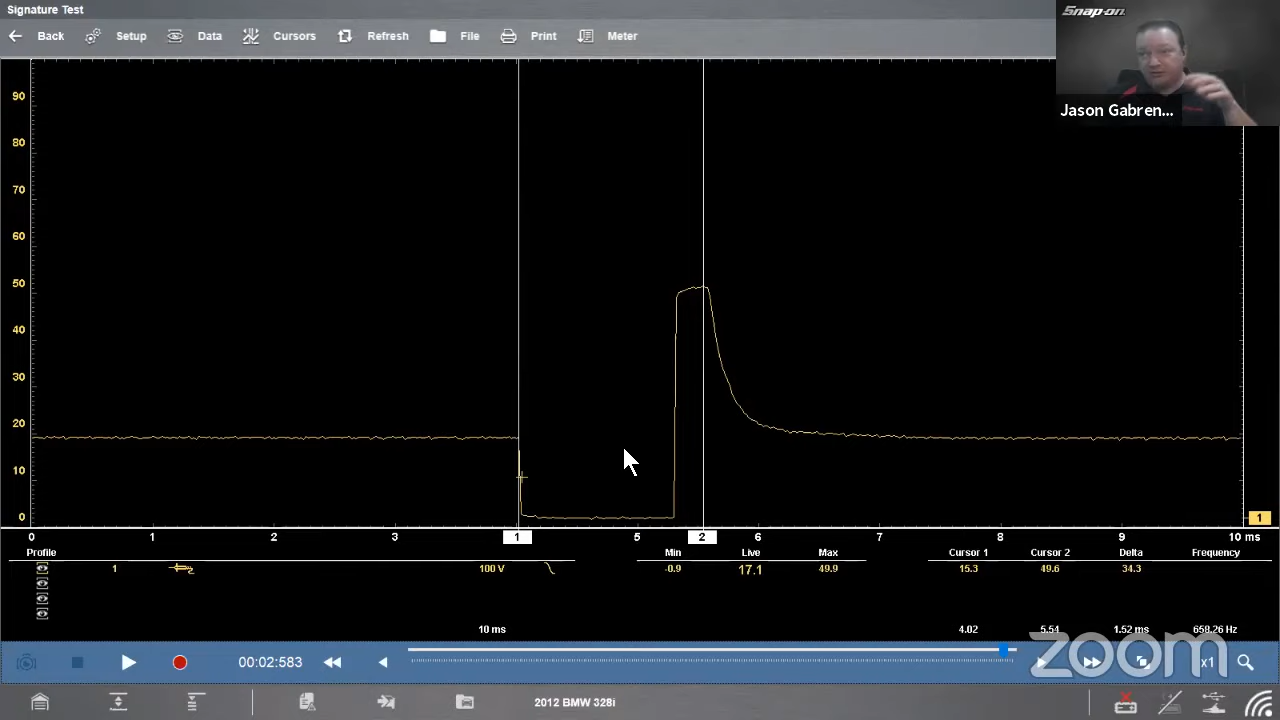 Signature Test
Back Setup Data Cursors Refresh File Print Meter
Snap-on
Jason Gabren...
90
80
70
60
50
40
30
20
10
0
1
0 1 2 3 1 5 2 6 7 8 9 10 ms
Profile Min Live Max Cursor 1 Cursor 2 Delta Frequency
1 100 V -0.9 17.1 49.9 15.3 49.6 34.3
10 ms 4.02 5.54 1.52 ms 658.26 Hz
00:02:583 x1
zoom
2012 BMW 328i